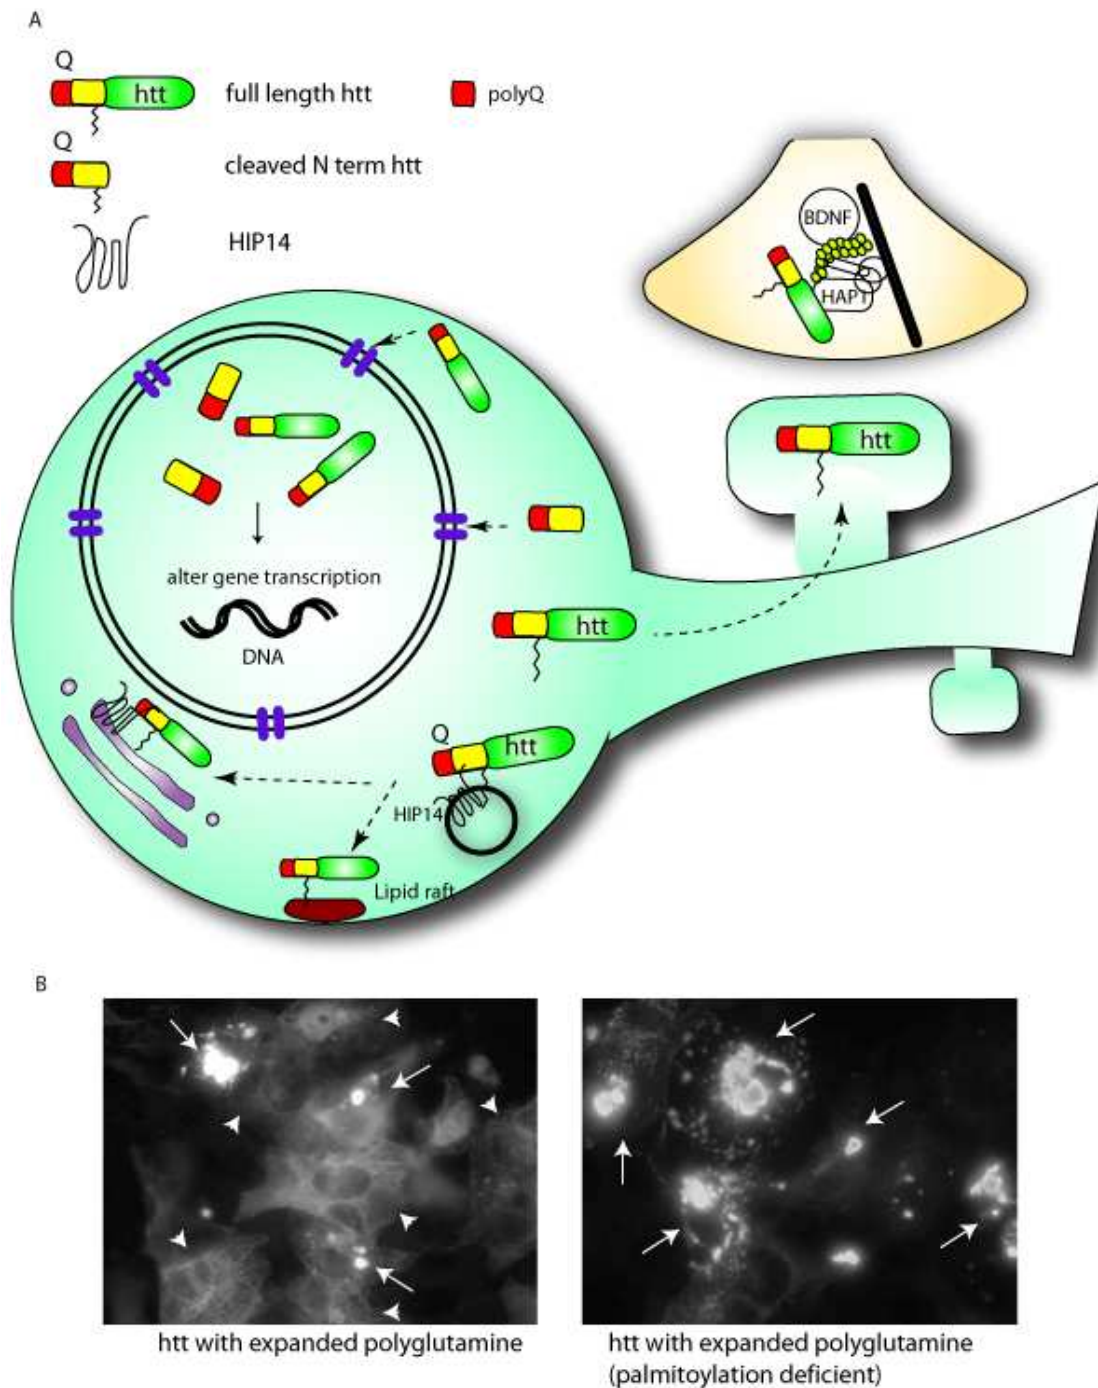 A
Q
htt
full length htt
polyQ
Q
cleaved N term htt
HIP14
BDNF
HAP1
htt
alter gene transcription
DNA
htt
Q
htt
HIP14
Lipid raft
B
htt with expanded polyglutamine
htt with expanded polyglutamine
(palmitoylation deficient)